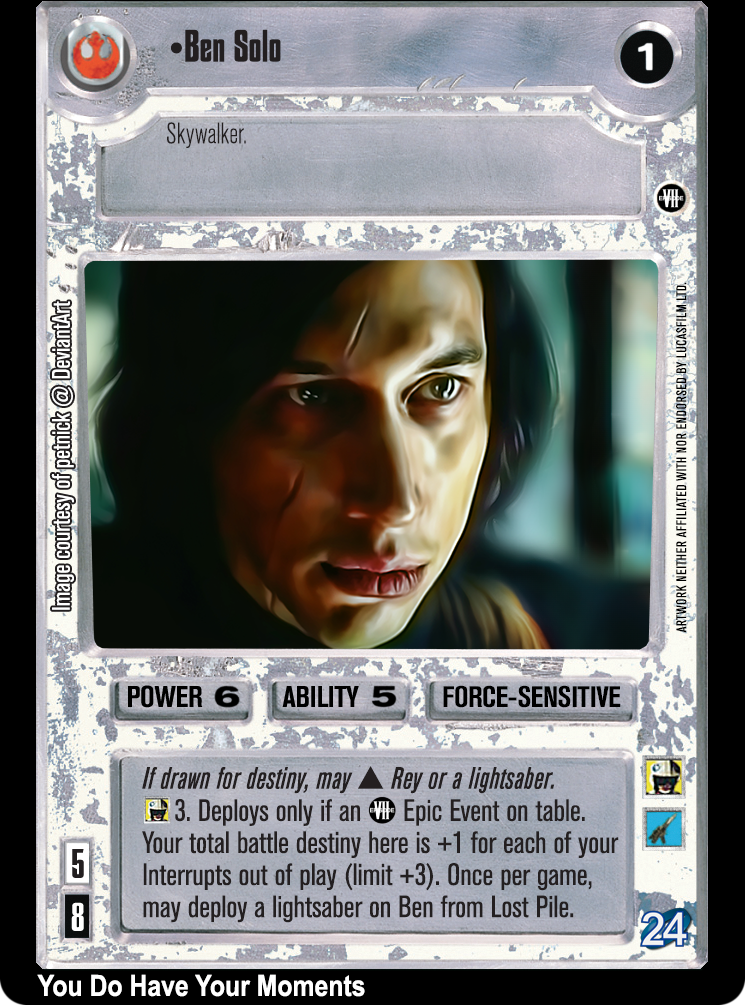 •Ben Solo
1
Skywalker.
EPISODE VII
Image courtesy of petrick @ DeviantArt
ARTWORK NEITHER AFFILIATED WITH NOR ENDORSED BY LUCASFILM LTD.
POWER 6
ABILITY 5
FORCE-SENSITIVE
If drawn for destiny, may ▲ Rey or a lightsaber.
3. Deploys only if an EPISODE VII Epic Event on table.
Your total battle destiny here is +1 for each of your
Interrupts out of play (limit +3). Once per game,
may deploy a lightsaber on Ben from Lost Pile.
5
8
24
You Do Have Your Moments